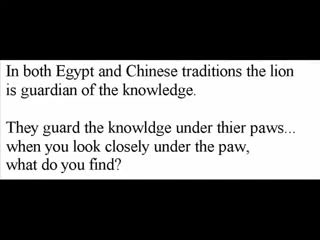 In both Egypt and Chinese traditions the lion
is guardian of the knowledge.
They guard the knowldge under thier paws...
when you look closely under the paw,
what do you find?